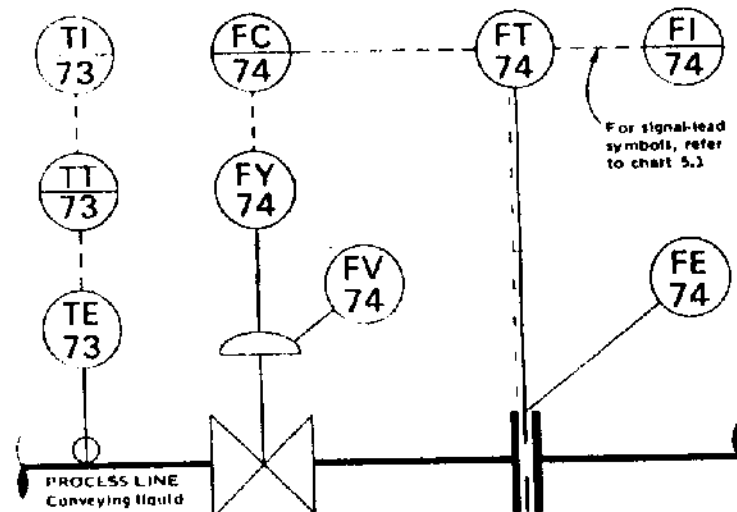 TI
73
FC
74
FT
74
FI
74
For signal-lead
symbols, refer
to chart 5.1
TT
73
FY
74
FV
74
FE
74
TE
73
PROCESS LINE
Conveying liquid